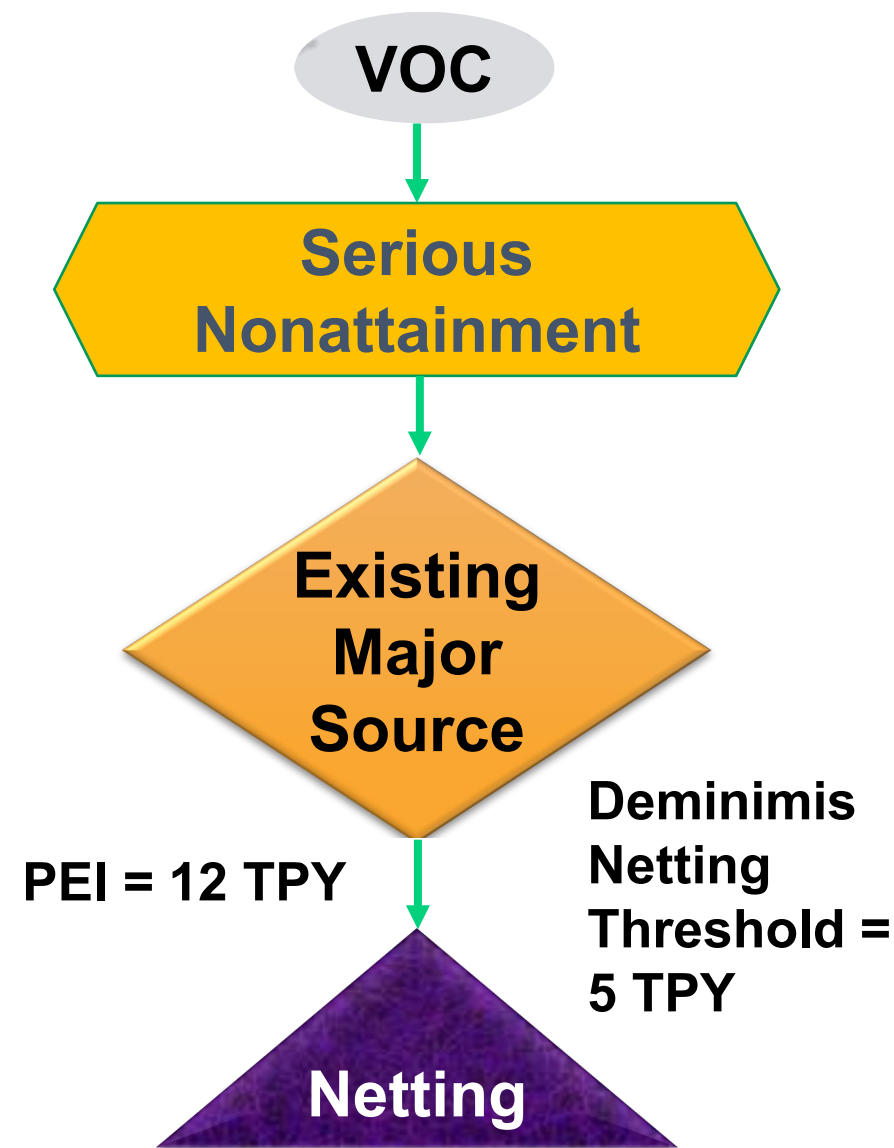 VOC
Serious
Nonattainment
Existing
Major
Source
PEI = 12 TPY
Deminimis
Netting
Threshold =
5 TPY
Netting